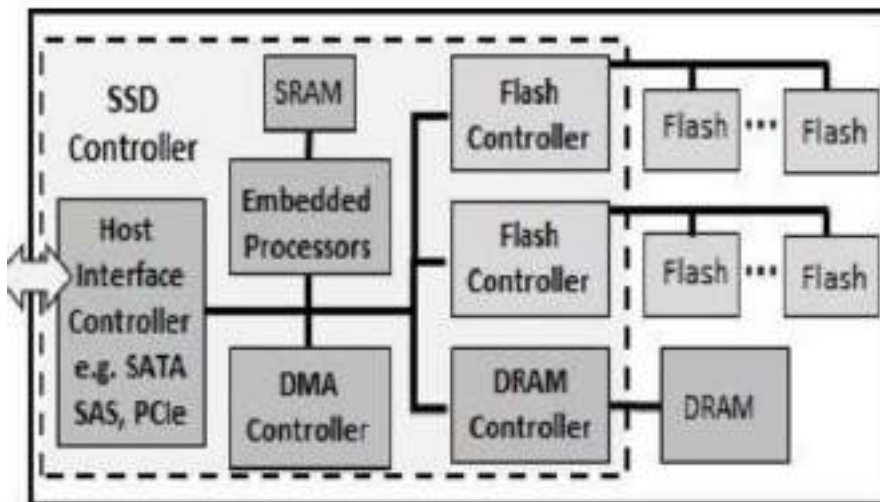 SSD
Controller
SRAM
Embedded
Processors
Host
Interface
Controller
e.g. SATA
SAS, PCIe
DMA
Controller
Flash
Controller
Flash
Controller
DRAM
Controller
Flash ... Flash
Flash ... Flash
DRAM